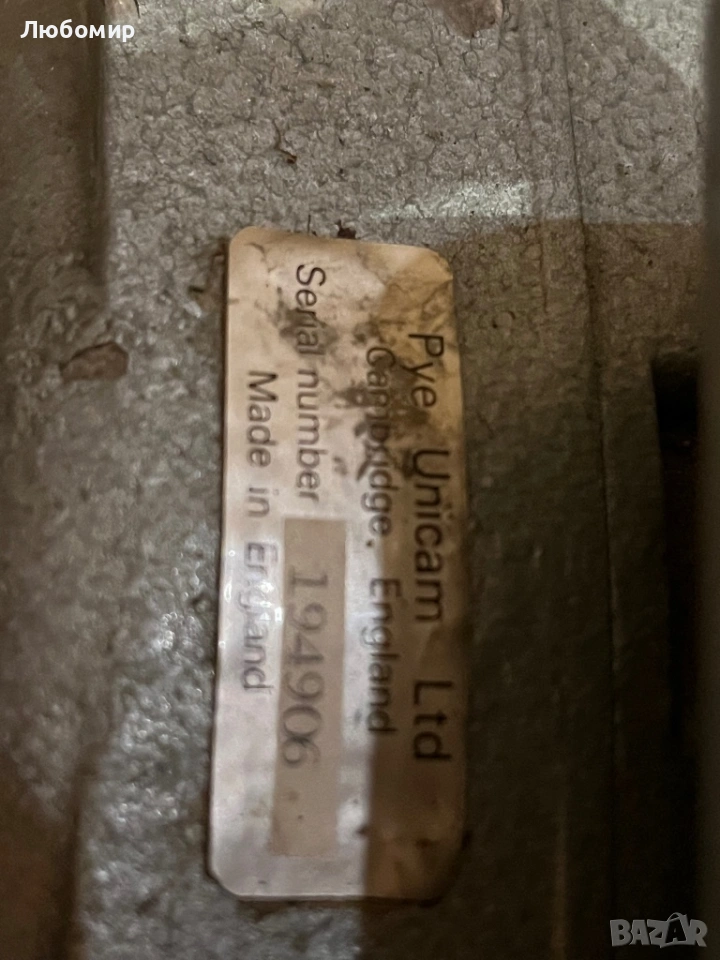 Любомир
Pye Unicam Ltd
Cambridge, England
Serial number 194906
Made in England
BAZAR